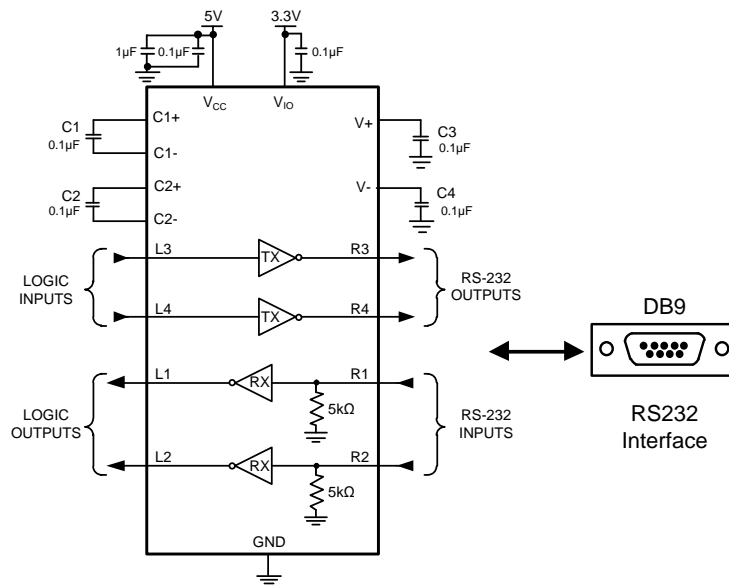 5V 3.3V
1µF 0.1µF 0.1µF
VCC VIO
C1+
C1 0.1µF
C1-
C2+
C2 0.1µF
C2-
V+
C3 0.1µF
V-
C4 0.1µF
L3 TX R3
LOGIC INPUTS
RS-232 OUTPUTS
L4 TX R4
L1 RX R1
5kΩ
LOGIC OUTPUTS
RS-232 INPUTS
L2 RX R2
5kΩ
GND
DB9
RS232
Interface